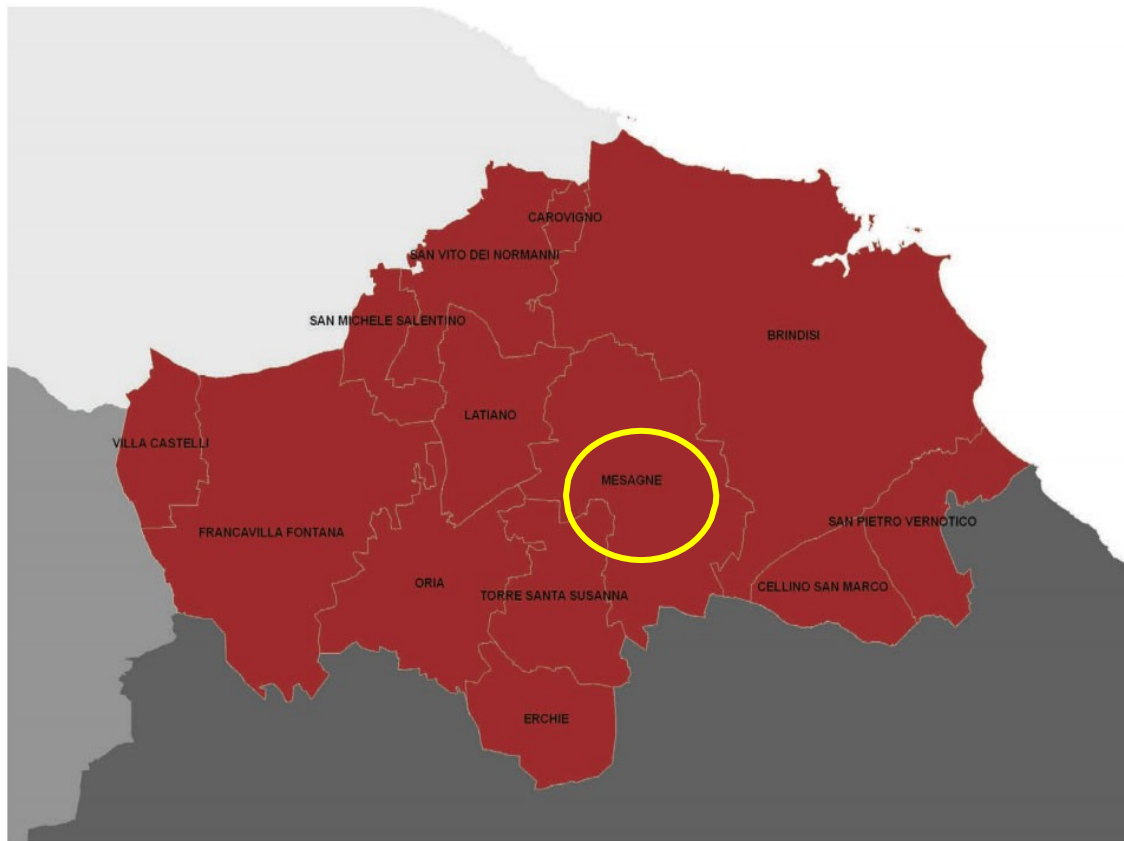 CAROVIGNO
SAN VITO DEI NORMANNI
SAN MICHELE SALENTINO
BRINDISI
LATIANO
VILLA CASTELLI
MESAGNE
SAN PIETRO VERNOTICO
FRANCAVILLA FONTANA
ORIA
CELLINO SAN MARCO
TORRE SANTA SUSANNA
ERCHIE